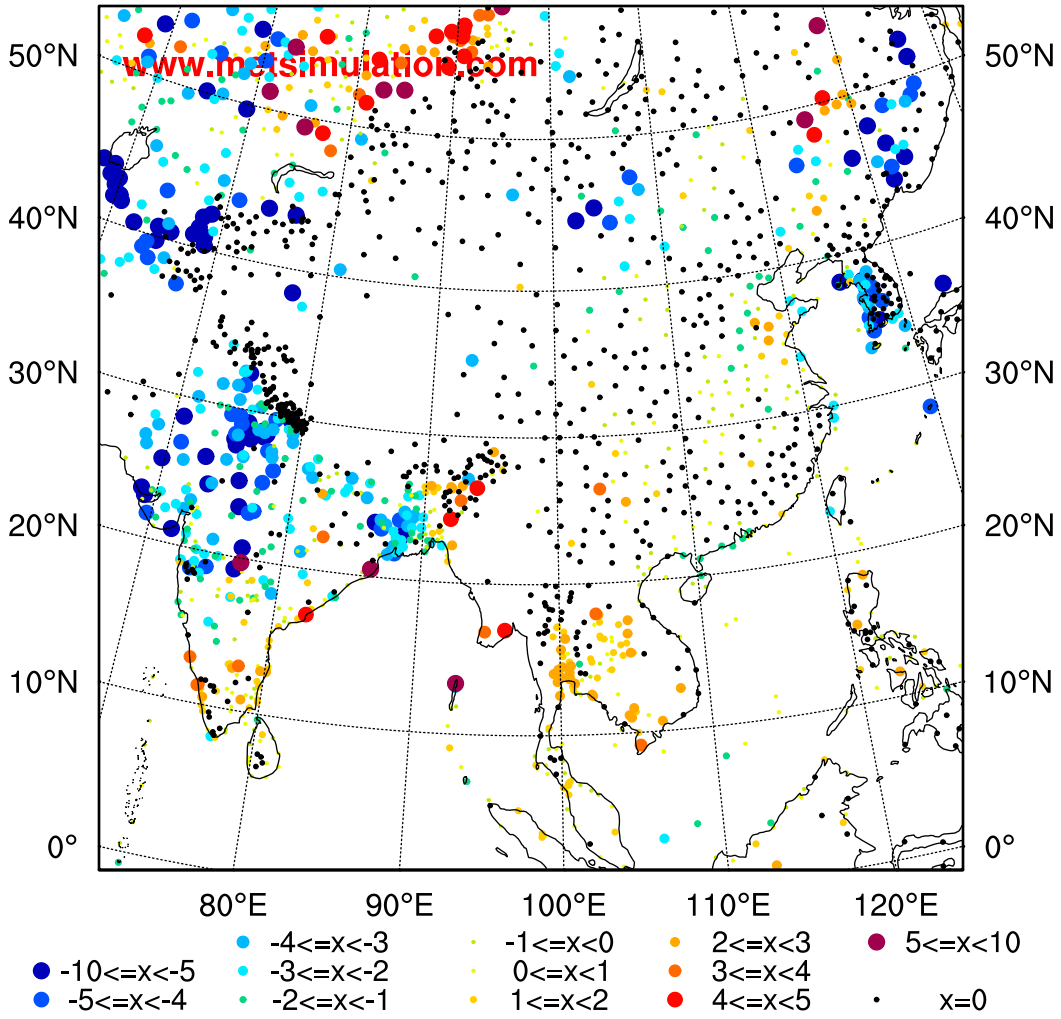 50°N 50°N
www.metsimulation.com
40°N 40°N
30°N 30°N
20°N 20°N
10°N 10°N
0° 0°
80°E 90°E 100°E 110°E 120°E
-4<=x<-3 -1<=x<0 2<=x<3 5<=x<10
-10<=x<-5 -3<=x<-2 0<=x<1 3<=x<4
-5<=x<-4 -2<=x<-1 1<=x<2 4<=x<5 x=0